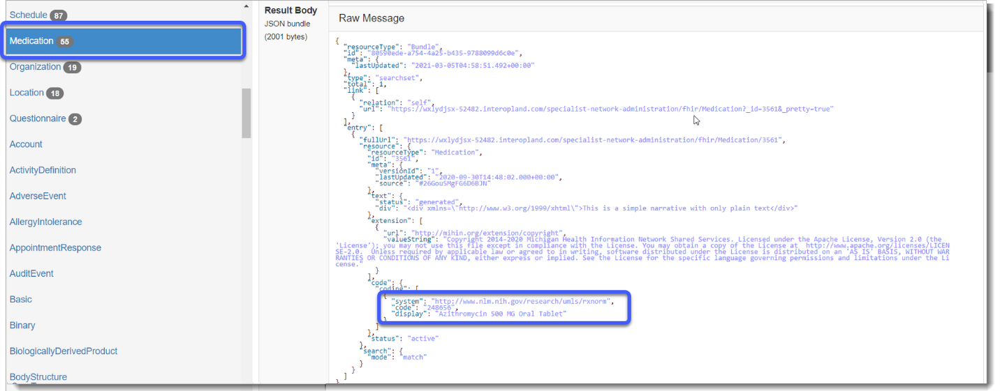 Schedule 87
Medication 55
Organization 19
Location 18
Questionnaire 2
Account
ActivityDefinition
AdverseEvent
AllergyIntolerance
AppointmentResponse
AuditEvent
Basic
Binary
BiologicallyDerivedProduct
BodyStructure
Result Body
JSON bundle
(2001 bytes)
Raw Message
{
"resourceType": "Bundle",
"id": "80590ede-a754-4a25-b435-9788099d6c0e",
"meta": {
"lastUpdated": "2021-03-05T04:58:51.492+00:00"
},
"type": "searchset",
"total": 1,
"link": [
{
"relation": "self",
"url": "https://wxlydjsx-52482.interopland.com/specialist-network-administration/fhir/Medication?_id=3561&_pretty=true"
}
],
"entry": [
{
"fullUrl": "https://wxlydjsx-52482.interopland.com/specialist-network-administration/fhir/Medication/3561",
"resource": {
"resourceType": "Medication",
"id": "3561",
"meta": {
"versionId": "1",
"lastUpdated": "2020-09-30T14:48:02.000+00:00",
"source": "#26GouSMgFG6D6BJN"
},
"text": {
"status": "generated",
"div": "<div xmlns=\"http://www.w3.org/1999/xhtml\">This is a simple narrative with only plain text</div>"
},
"extension": [
{
"url": "http://mihin.org/extension/copyright",
"valueString": "Copyright 2014-2020 Michigan Health Information Network Shared Services. Licensed under the Apache License, Version 2.0 (the
'License'); you may not use this file except in compliance with the License. You may obtain a copy of the License at  http://www.apache.org/licenses/LICEN
SE-2.0.  Unless required by applicable law or agreed to in writing, software distributed under the License is distributed on an 'AS IS' BASIS, WITHOUT WAR
RANTIES OR CONDITIONS OF ANY KIND, either express or implied. See the License for the specific language governing permissions and limitations under the Li
cense."
}
],
"code": {
"coding": [
{
"system": "http://www.nlm.nih.gov/research/umls/rxnorm",
"code": "248656",
"display": "Azithromycin 500 MG Oral Tablet"
}
]
},
"status": "active"
},
"search": {
"mode": "match"
}
}
]
}